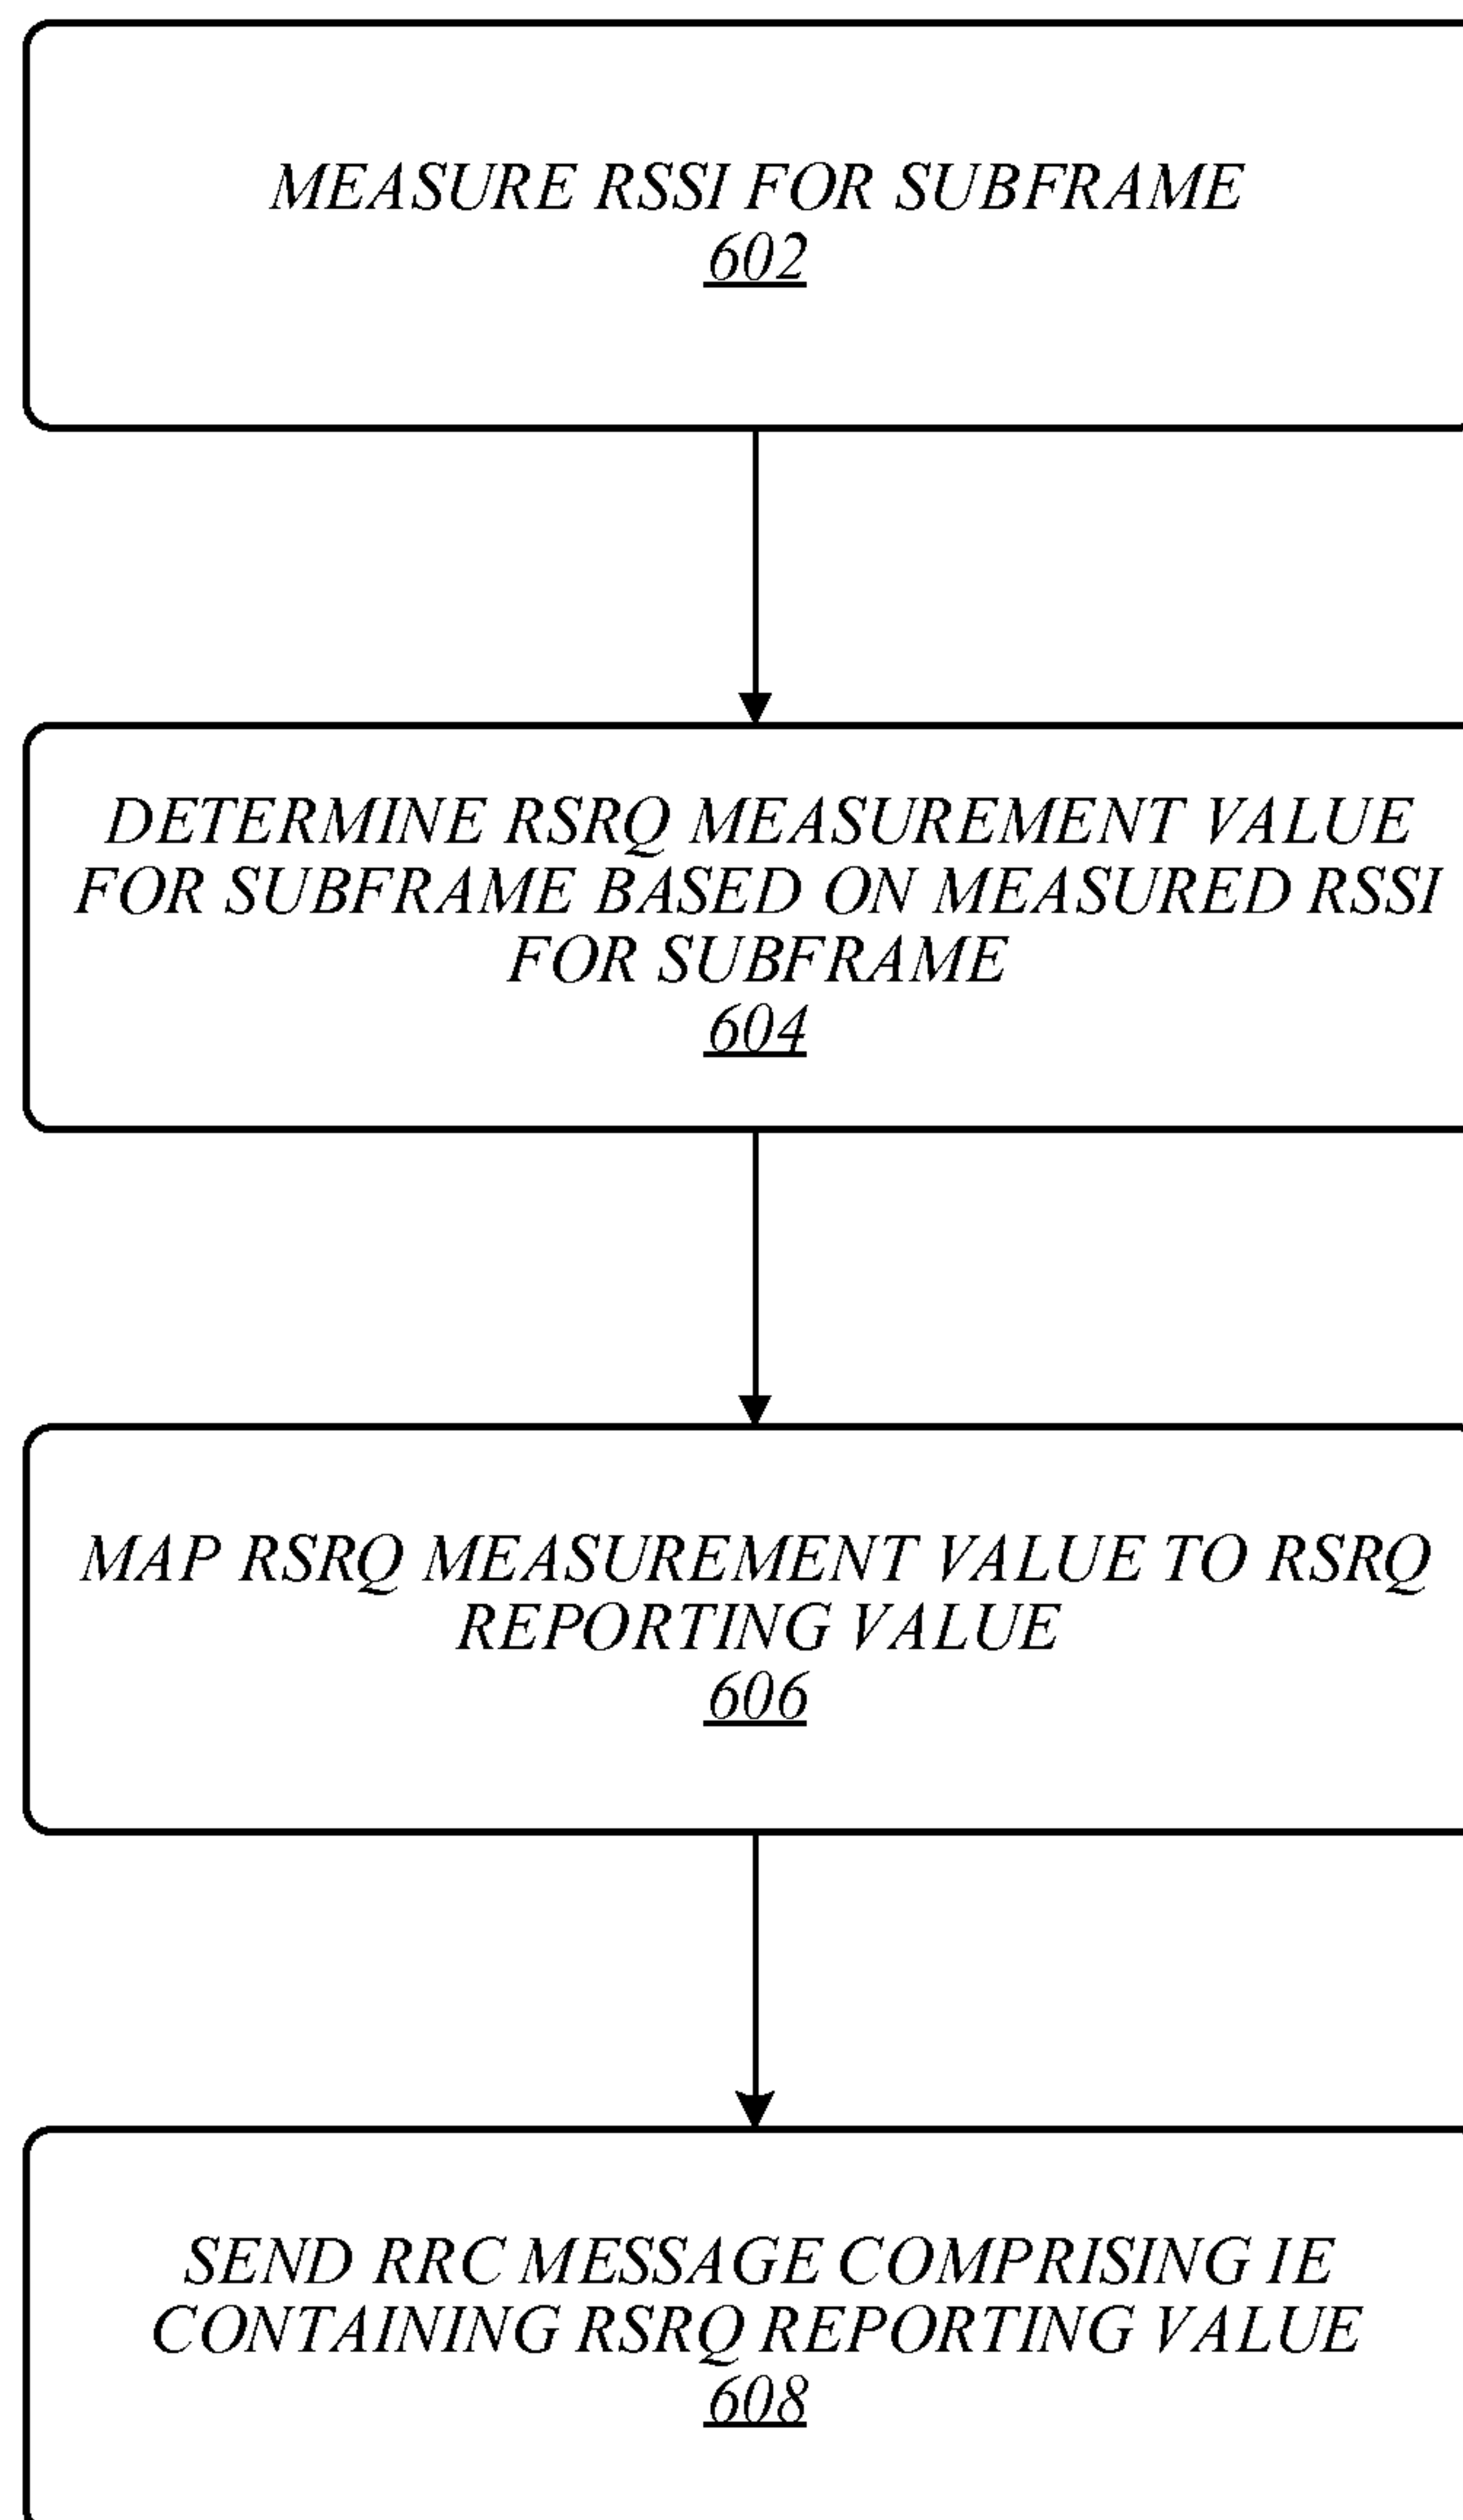 MEASURE RSSI FOR SUBFRAME
602
DETERMINE RSRQ MEASUREMENT VALUE
FOR SUBFRAME BASED ON MEASURED RSSI
FOR SUBFRAME
604
MAP RSRQ MEASUREMENT VALUE TO RSRQ
REPORTING VALUE
606
SEND RRC MESSAGE COMPRISING IE
CONTAINING RSRQ REPORTING VALUE
608